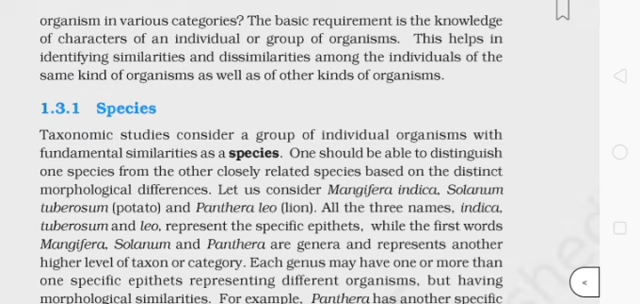 organism in various categories? The basic requirement is the knowledge
of characters of an individual or group of organisms. This helps in
identifying similarities and dissimilarities among the individuals of the
same kind of organisms as well as of other kinds of organisms.
1.3.1 Species
Taxonomic studies consider a group of individual organisms with
fundamental similarities as a species. One should be able to distinguish
one species from the other closely related species based on the distinct
morphological differences. Let us consider Mangifera indica, Solanum
tuberosum (potato) and Panthera leo (lion). All the three names, indica,
tuberosum and leo, represent the specific epithets, while the first words
Mangifera, Solanum and Panthera are genera and represents another
higher level of taxon or category. Each genus may have one or more than
one specific epithets representing different organisms, but having
morphological similarities. For example, Panthera has another specific